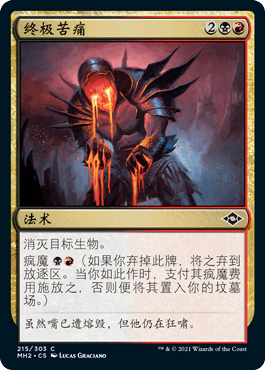 终极苦痛 2
法术
消灭目标生物。
疯魔（如果你弃掉此牌，将之弃到
放逐区。当你如此作时，支付其疯魔费
用施放之，否则便将其置入你的坟墓
场。）
虽然嘴已遭熔毁，但他仍在狂啸。
215/303 C
MH2 • CS LUCAS GRACIANO
™ & © 2021 Wizards of the Coast